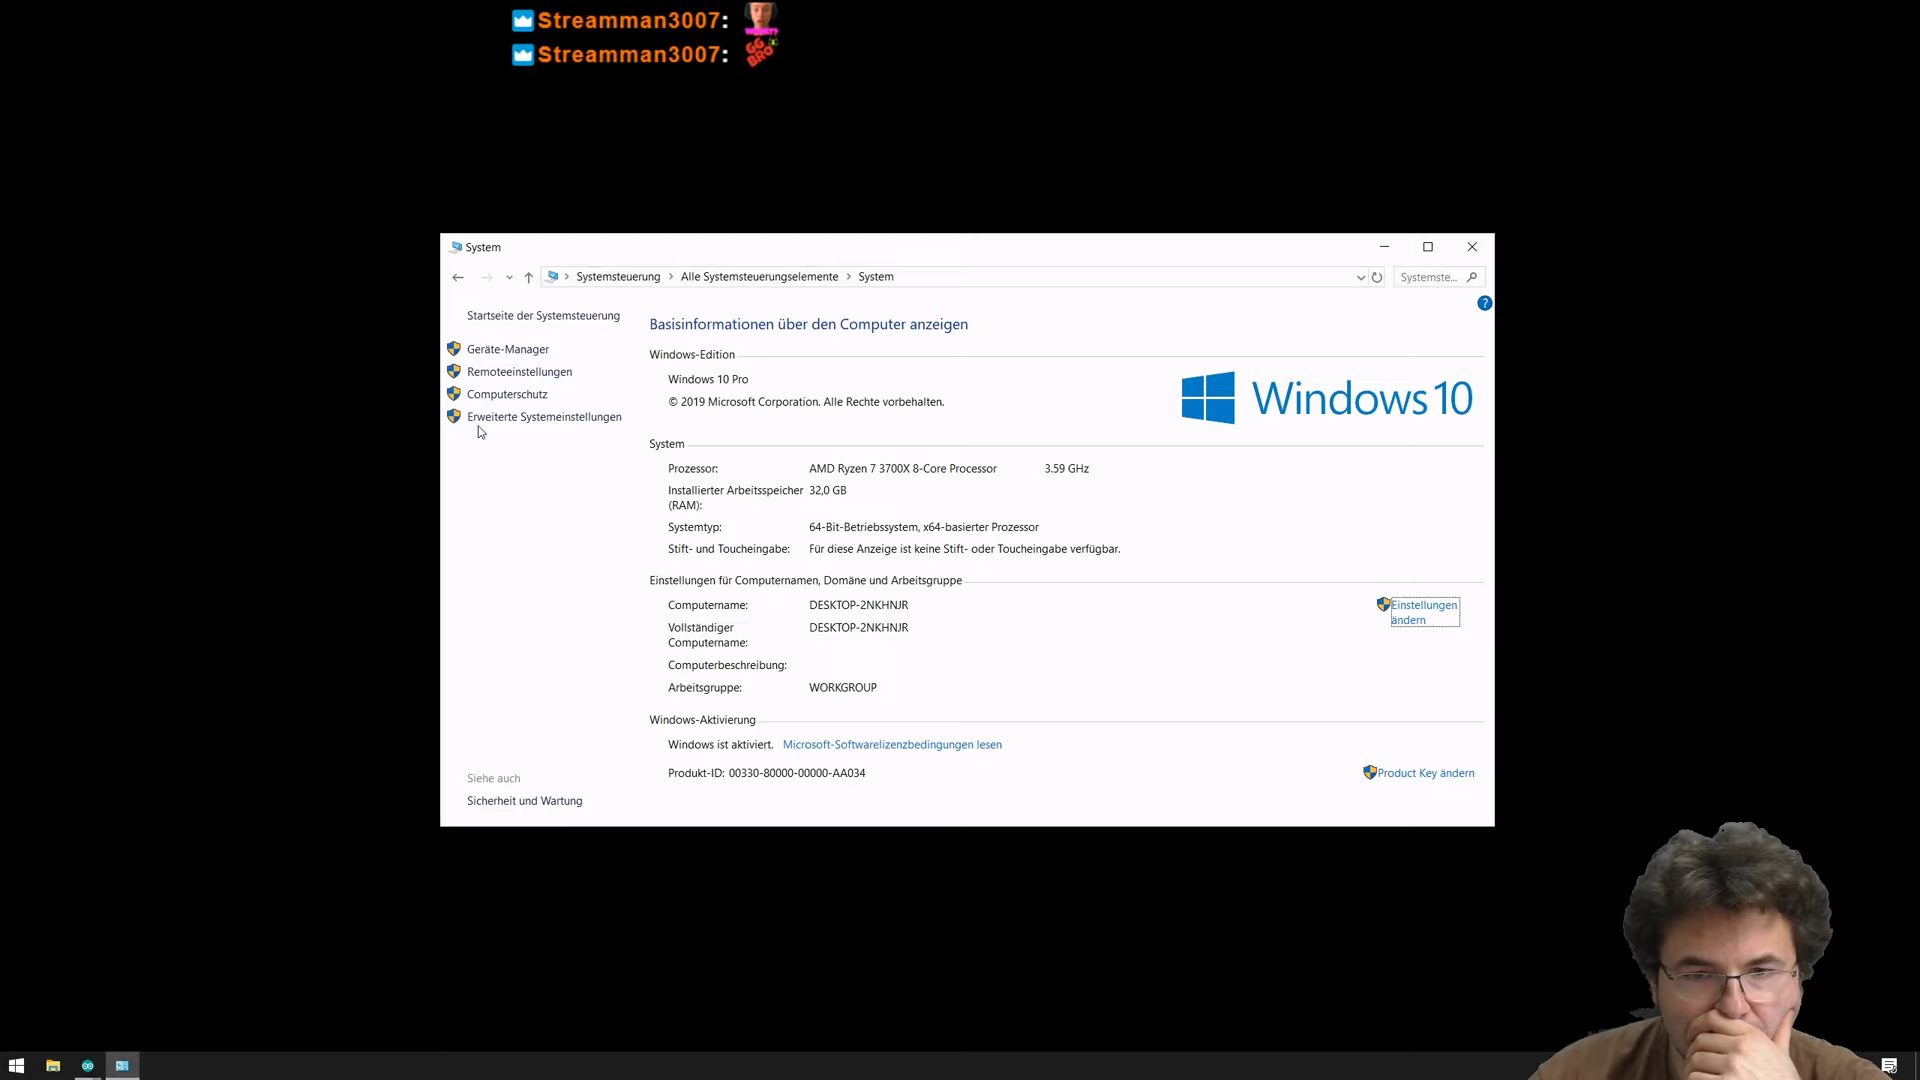 Streamman3007:
Streamman3007: GG BRO
System
Systemsteuerung Alle Systemsteuerungselemente System
Systemste...
Startseite der Systemsteuerung
Geräte-Manager
Remoteeinstellungen
Computerschutz
Erweiterte Systemeinstellungen
Basisinformationen über den Computer anzeigen
Windows-Edition
Windows 10 Pro
© 2019 Microsoft Corporation. Alle Rechte vorbehalten.
Windows 10
System
Prozessor: AMD Ryzen 7 3700X 8-Core Processor 3.59 GHz
Installierter Arbeitsspeicher 32,0 GB
(RAM):
Systemtyp: 64-Bit-Betriebssystem, x64-basierter Prozessor
Stift- und Toucheingabe: Für diese Anzeige ist keine Stift- oder Toucheingabe verfügbar.
Einstellungen für Computernamen, Domäne und Arbeitsgruppe
Computername: DESKTOP-2NKHNJR
Einstellungen
ändern
Vollständiger DESKTOP-2NKHNJR
Computername:
Computerbeschreibung:
Arbeitsgruppe: WORKGROUP
Windows-Aktivierung
Windows ist aktiviert. Microsoft-Softwarelizenzbedingungen lesen
Produkt-ID: 00330-80000-00000-AA034
Product Key ändern
Siehe auch
Sicherheit und Wartung